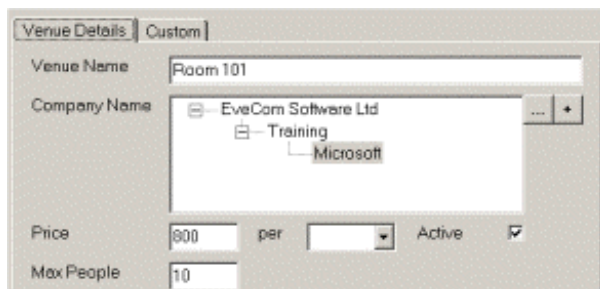 Venue Details Custom
Venue Name Room 101
Company Name EveCom Software Ltd ... +
Training
Microsoft
Price 800 per Active
Max People 10